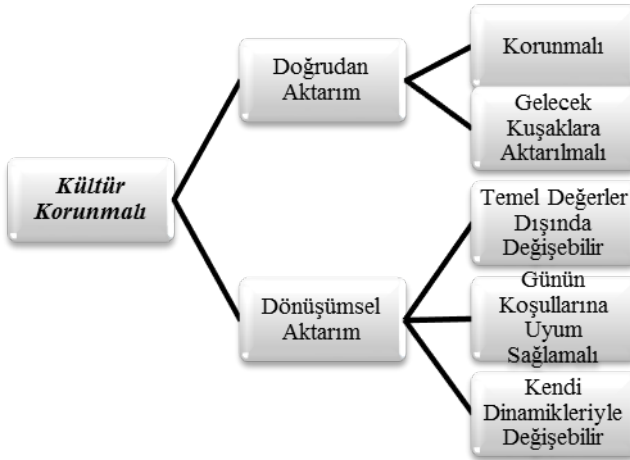 Kültür
Korunmalı
Doğrudan
Aktarım
Korunmalı
Gelecek
Kuşaklara
Aktarılmalı
Dönüşümsel
Aktarım
Temel Değerler
Dışında
Değişebilir
Günün
Koşullarına
Uyum
Sağlamalı
Kendi
Dinamikleriyle
Değişebilir